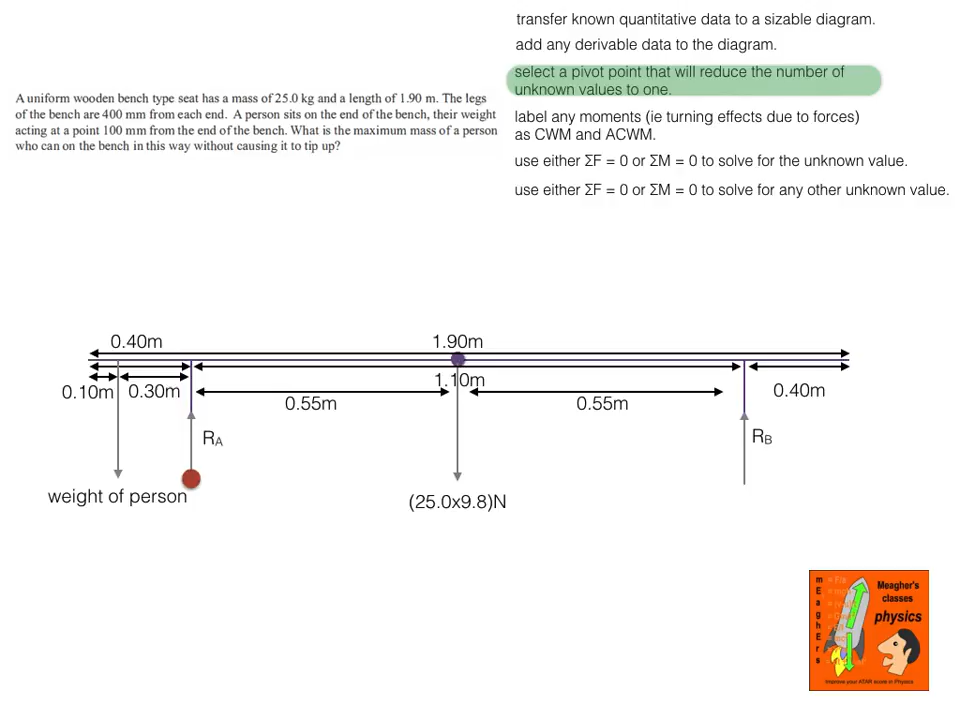 transfer known quantitative data to a sizable diagram.
add any derivable data to the diagram.
select a pivot point that will reduce the number of
unknown values to one.
A uniform wooden bench type seat has a mass of 25.0 kg and a length of 1.90 m. The legs
of the bench are 400 mm from each end. A person sits on the end of the bench, their weight
acting at a point 100 mm from the end of the bench. What is the maximum mass of a person
who can on the bench in this way without causing it to tip up?
label any moments (ie turning effects due to forces)
as CWM and ACWM.
use either ΣF = 0 or ΣM = 0 to solve for the unknown value.
use either ΣF = 0 or ΣM = 0 to solve for any other unknown value.
0.40m
1.90m
0.10m
0.30m
1.10m
0.55m
0.55m
0.40m
RA
RB
weight of person
(25.0x9.8)N
mEaghErs
Meagher's
classes
physics
Improve your ATAR score in Physics